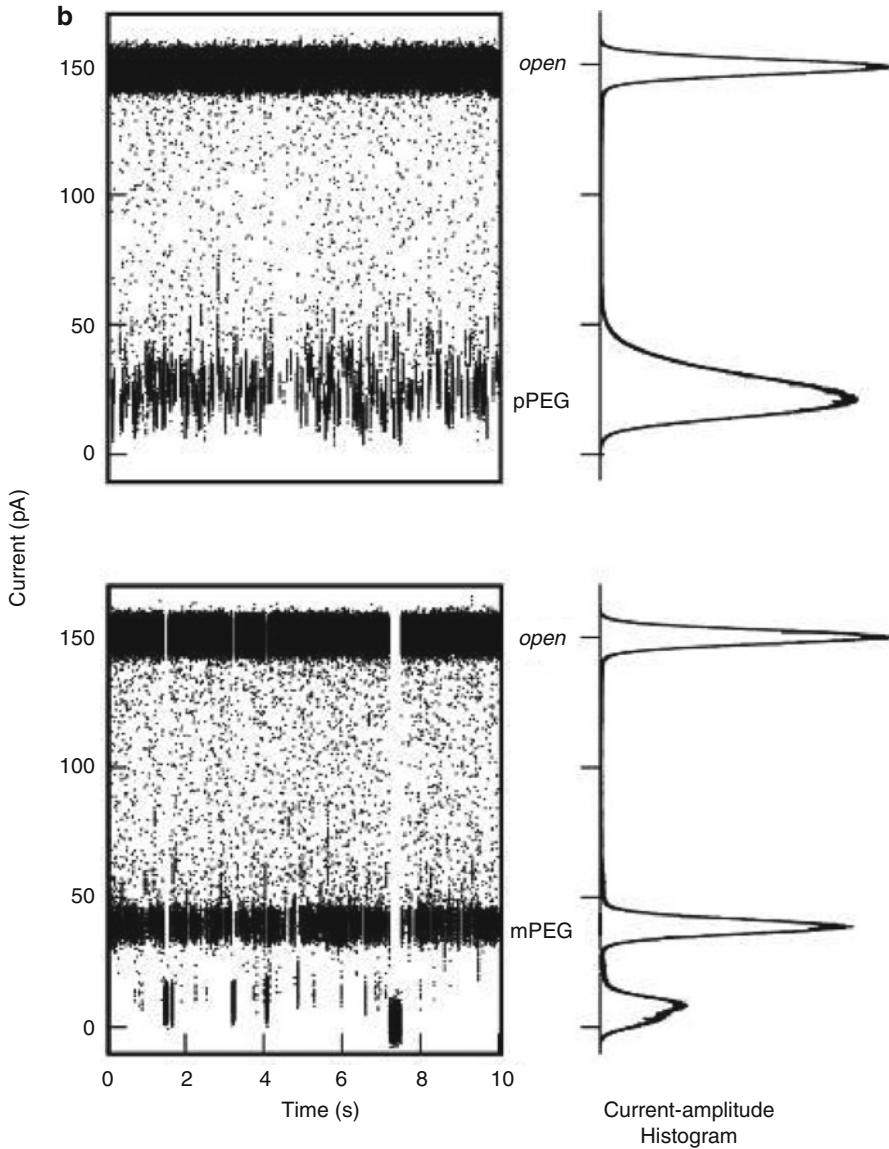 b
150
100
50
0
open
pPEG
Current (pA)
150
100
50
0
open
mPEG
0 2 4 6 8 10
Time (s)
Current-amplitude
Histogram